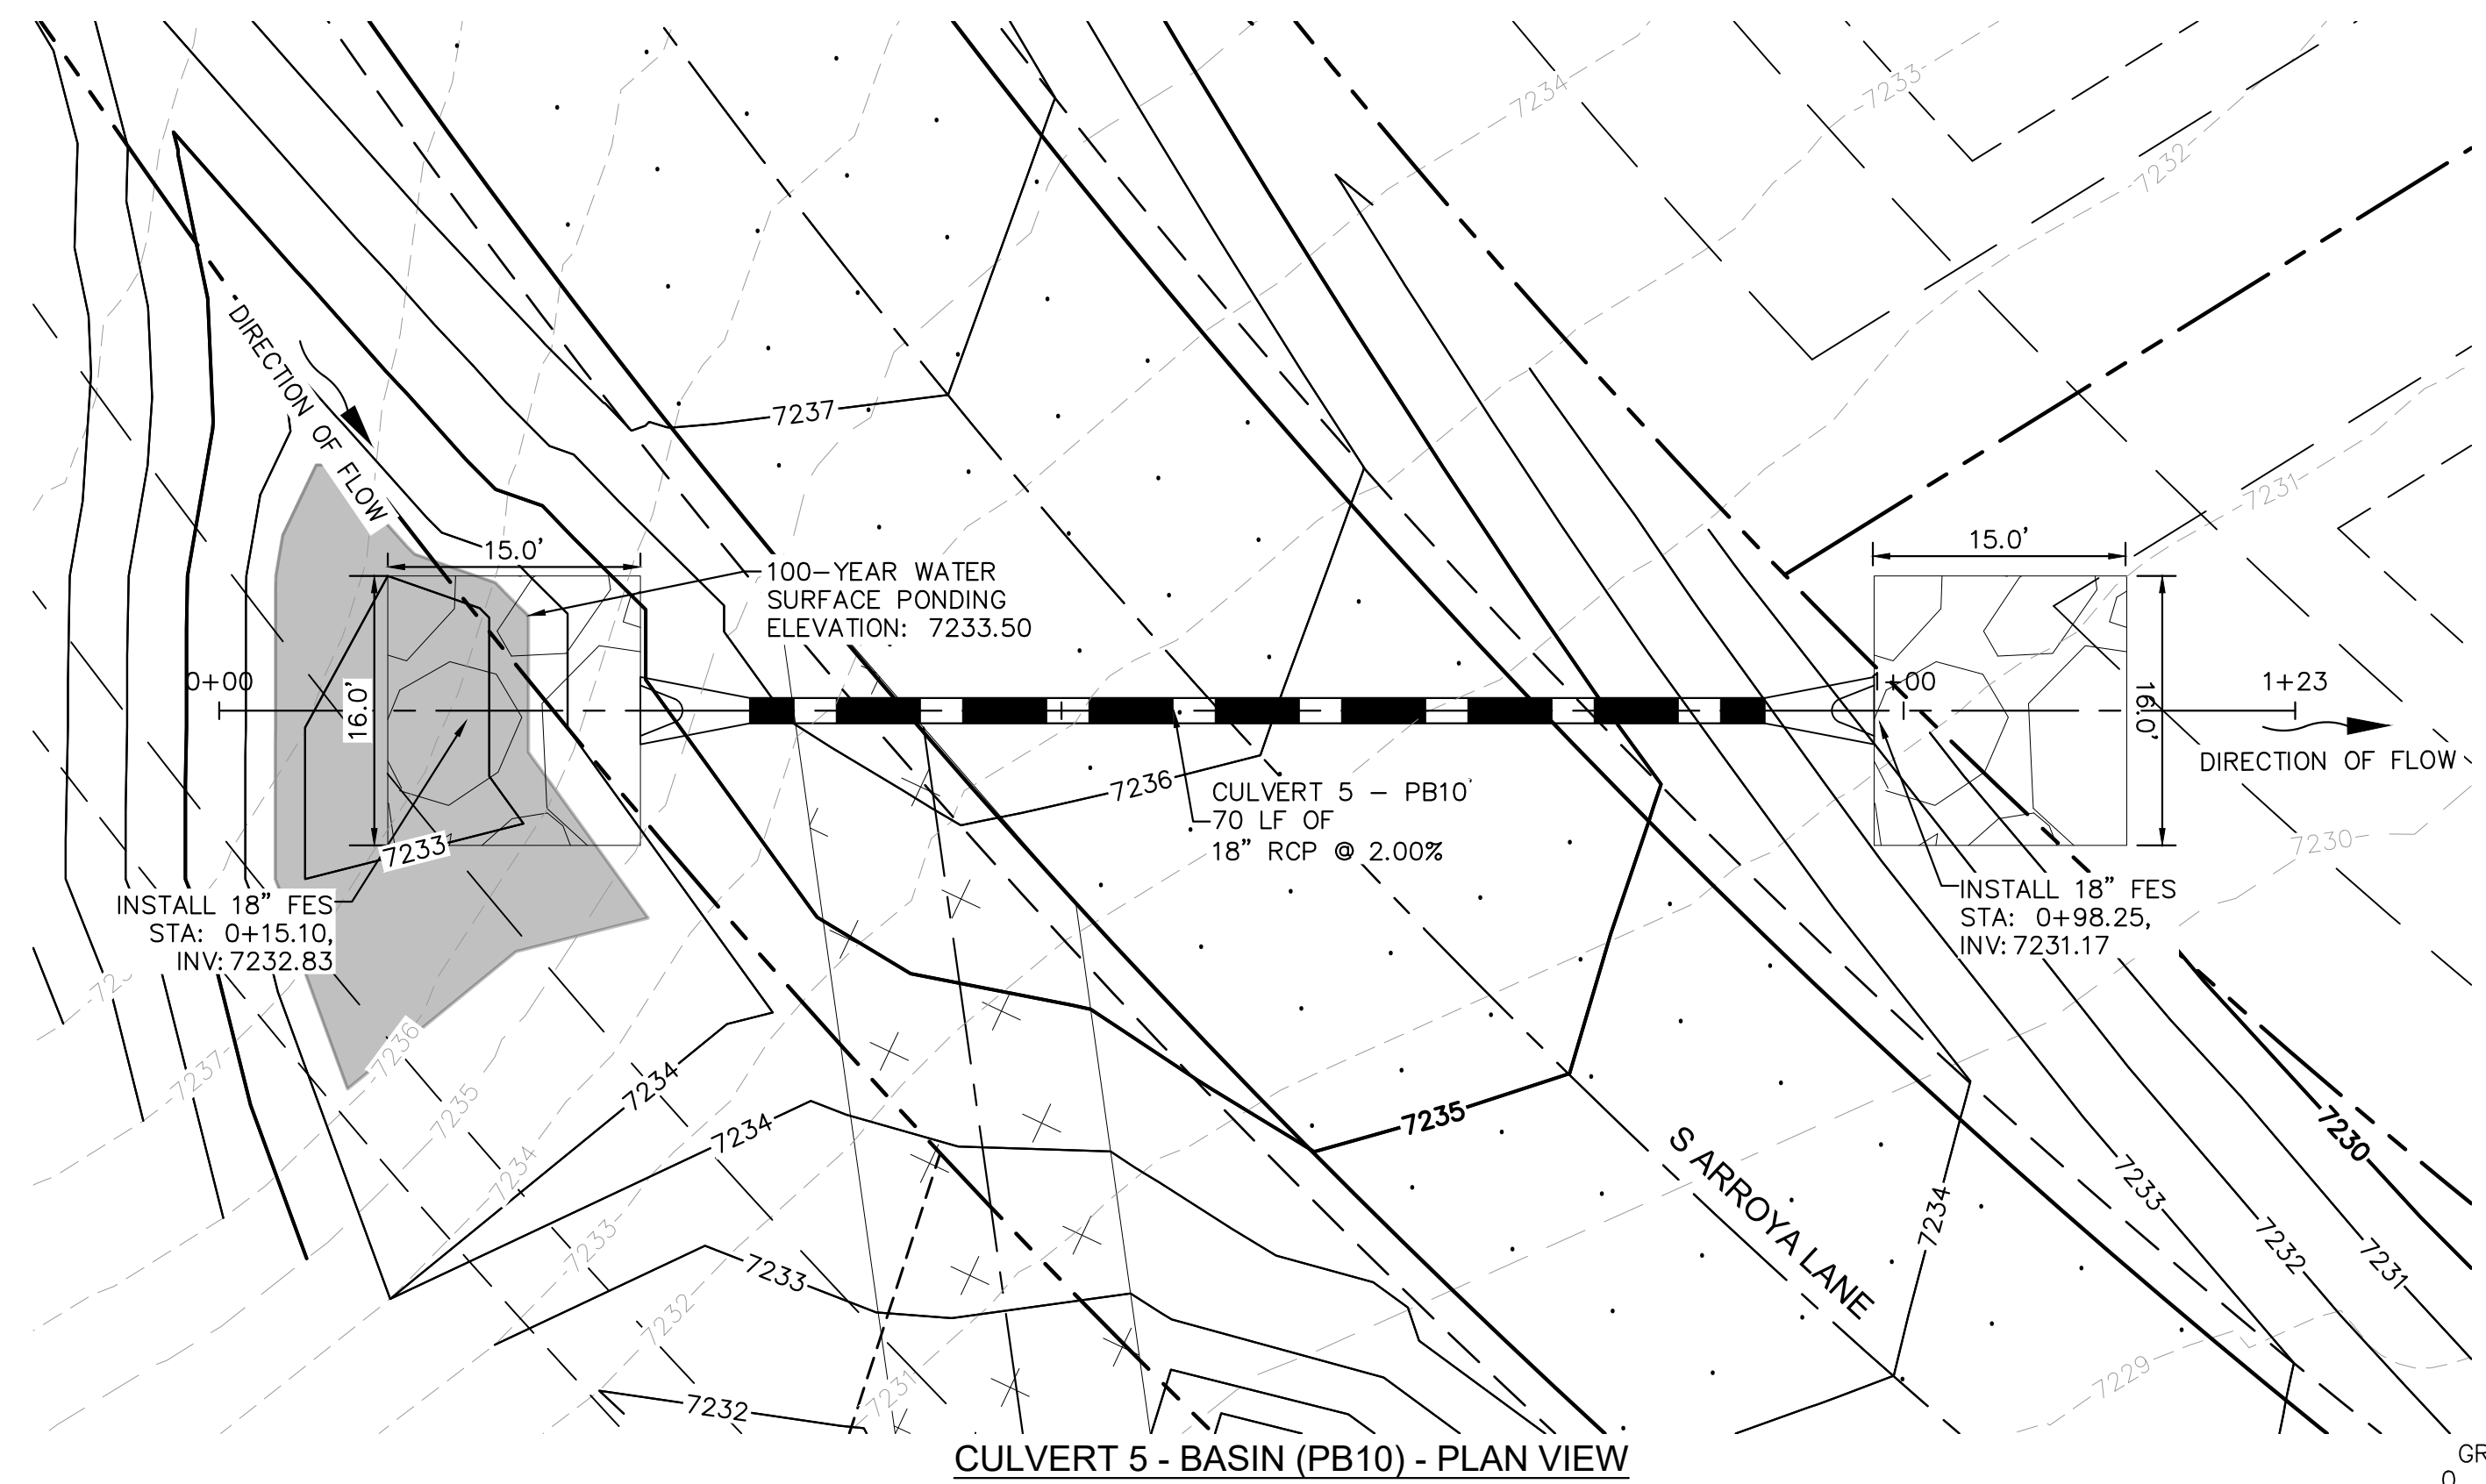 7234
7233
7232
7231
DIRECTION OF FLOW
7237
15.0'
100-YEAR WATER
SURFACE PONDING
ELEVATION: 7233.50
15.0'
0+00
16.0'
1+00
16.0'
1+23
DIRECTION OF FLOW
7236
CULVERT 5 - PB10
70 LF OF
18" RCP @ 2.00%
7233
7230
INSTALL 18" FES
STA: 0+15.10,
INV: 7232.83
INSTALL 18" FES
STA: 0+98.25,
INV: 7231.17
7237
7236
7235
7234
7234
7234
7235
S ARROYA LANE
7230
7233
7234
7232
7231
7233
7233
7232
7231
7232
7229
CULVERT 5 - BASIN (PB10) - PLAN VIEW
GR
0